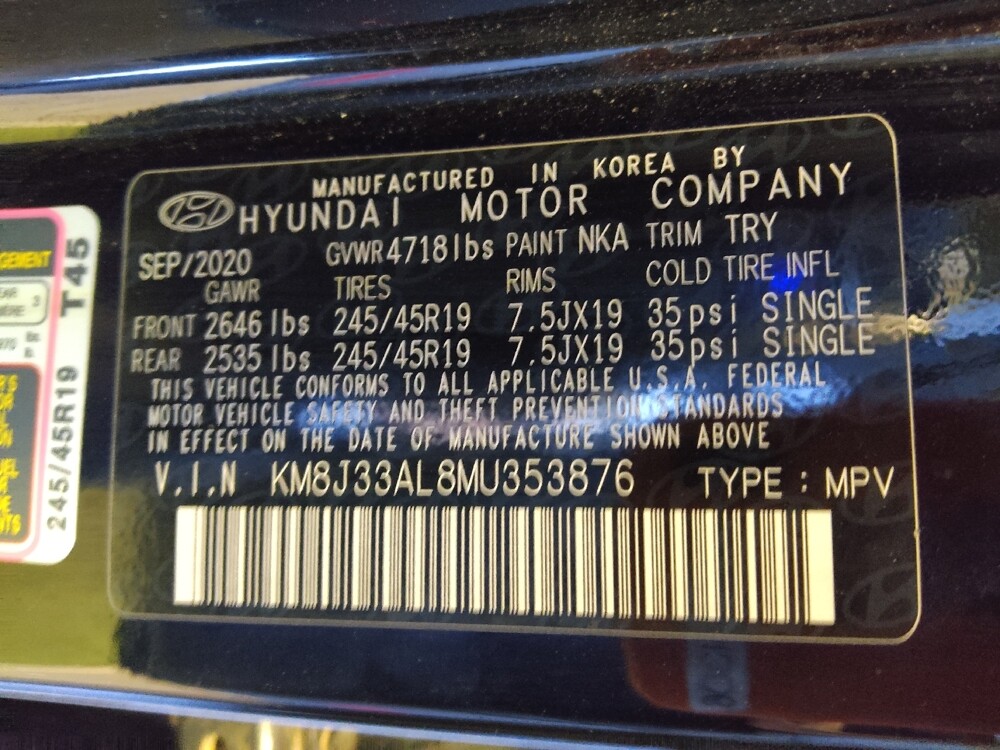 MANUFACTURED IN KOREA BY
HYUNDAI MOTOR COMPANY
SEP/2020 GVWR4718lbs PAINT NKA TRIM TRY
GAWR TIRES RIMS COLD TIRE INFL
FRONT 2646 lbs 245/45R19 7.5JX19 35psi SINGLE
REAR 2535 lbs 245/45R19 7.5JX19 35psi SINGLE
THIS VEHICLE CONFORMS TO ALL APPLICABLE U.S.A. FEDERAL
MOTOR VEHICLE SAFETY AND THEFT PREVENTION STANDARDS
IN EFFECT ON THE DATE OF MANUFACTURE SHOWN ABOVE
V.I.N KM8J33AL8MU353876 TYPE : MPV
245/45R19 T45